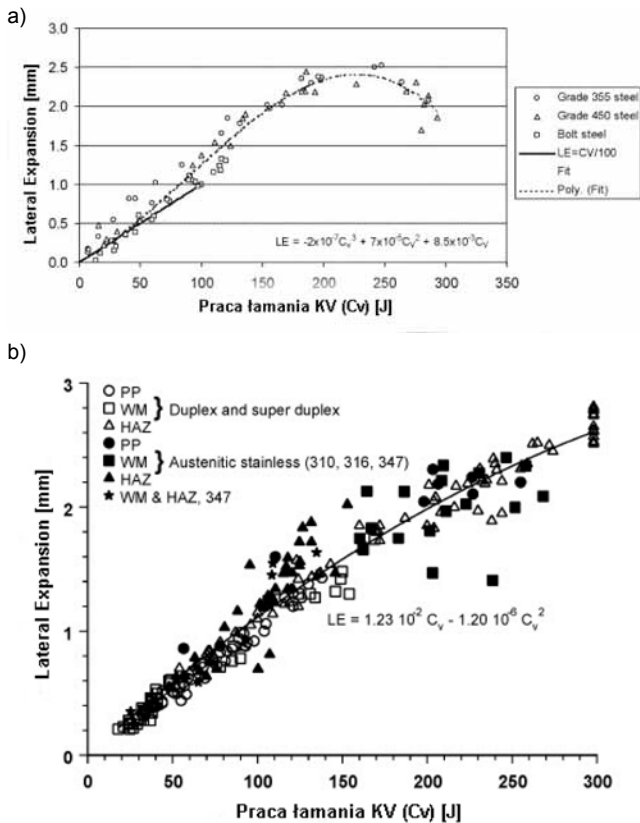 a)
Lateral Expansion [mm]
3.0
2.5
2.0
1.5
1.0
0.5
0.0
0 50 100 150 200 250 300 350
Praca łamania KV (Cv) [J]
LE = -2x10⁻⁷Cᵥ³ + 7x10⁻⁵Cᵥ² + 8.5x10⁻³Cᵥ
Grade 355 steel
Grade 450 steel
Bolt steel
LE=CV/100
Fit
Poly. (Fit)
b)
Lateral Expansion [mm]
3
2
1
0
PP
WM } Duplex and super duplex
HAZ
PP
WM } Austenitic stainless (310, 316, 347)
HAZ
WM & HAZ, 347
LE = 1.23 10⁻² Cᵥ - 1.20 10⁻⁶ Cᵥ²
0 50 100 150 200 250 300
Praca łamania KV (Cv) [J]